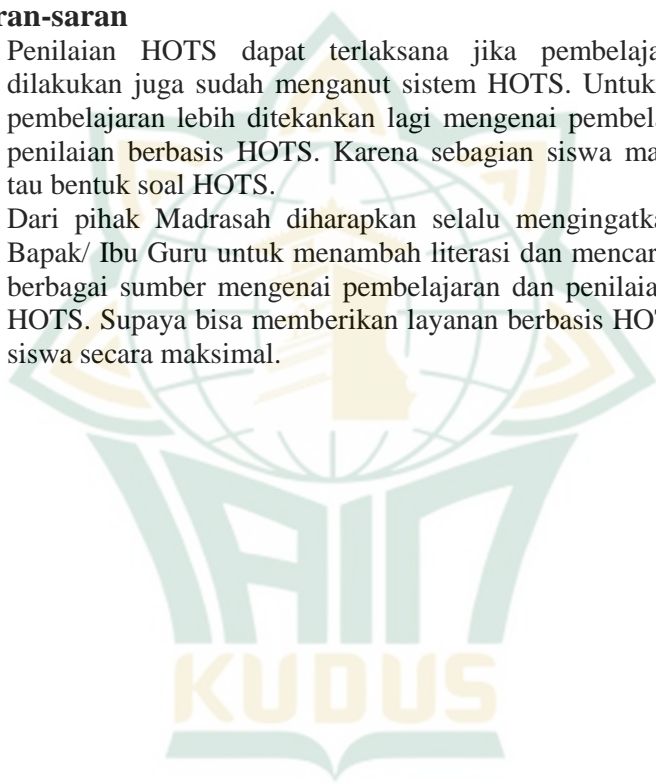 ran-saran
Penilaian HOTS dapat terlaksana jika pembelaja
dilakukan juga sudah menganut sistem HOTS. Untuk
pembelajaran lebih ditekankan lagi mengenai pembela
penilaian berbasis HOTS. Karena sebagian siswa ma
tau bentuk soal HOTS.
Dari pihak Madrasah diharapkan selalu mengingatka
Bapak/ Ibu Guru untuk menambah literasi dan mencar
berbagai sumber mengenai pembelajaran dan penilaia
HOTS. Supaya bisa memberikan layanan berbasis HO
siswa secara maksimal.
IAIN
KUDUS